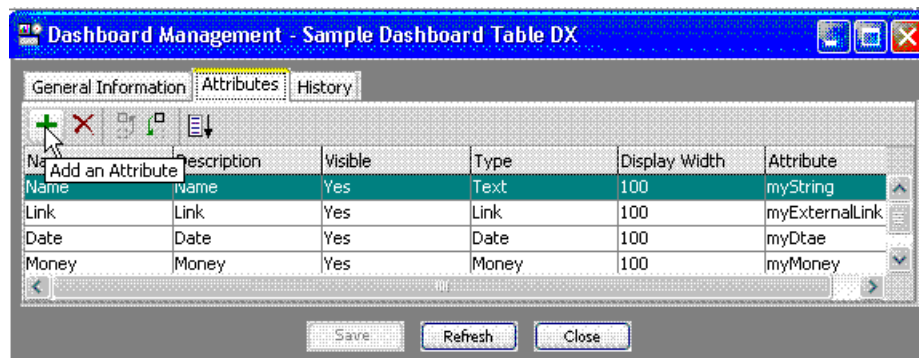 Dashboard Management - Sample Dashboard Table DX
General Information Attributes History
Na Description Visible Type Display Width Attribute
Add an Attribute
Name Name Yes Text 100 myString
Link Link Yes Link 100 myExternalLink
Date Date Yes Date 100 myDtae
Money Money Yes Money 100 myMoney
Save Refresh Close